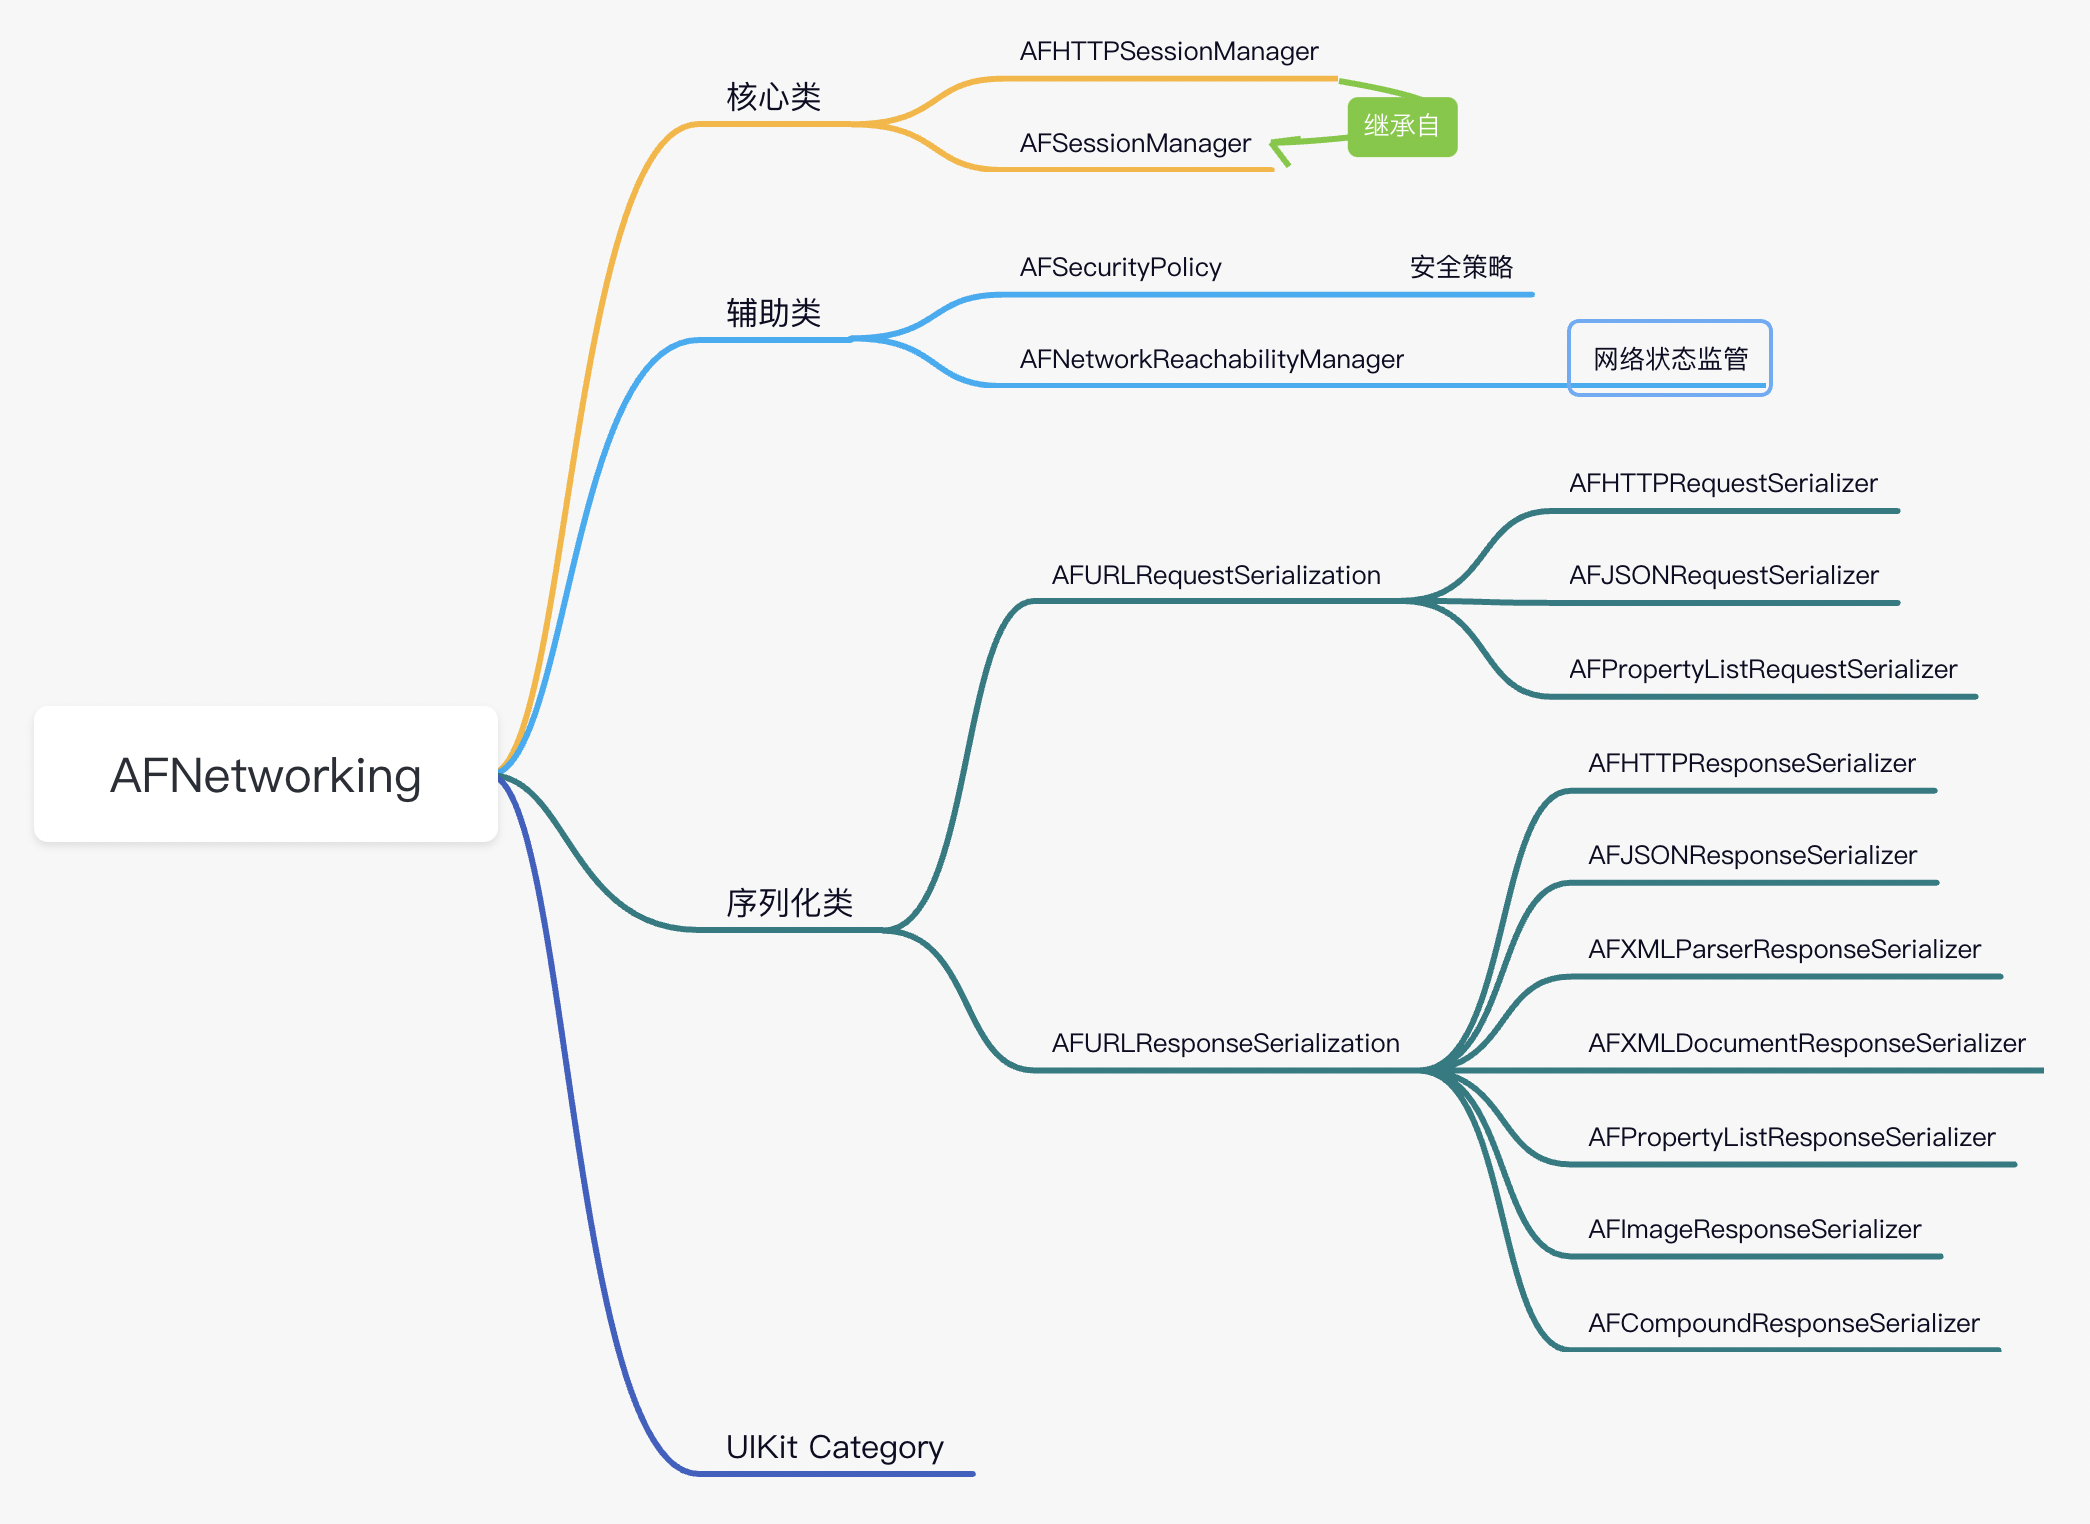 AFNetworking
核心类
AFHTTPSessionManager
AFSessionManager
继承自
辅助类
AFSecurityPolicy
安全策略
AFNetworkReachabilityManager
网络状态监管
序列化类
AFURLRequestSerialization
AFHTTPRequestSerializer
AFJSONRequestSerializer
AFPropertyListRequestSerializer
AFURLResponseSerialization
AFHTTPResponseSerializer
AFJSONResponseSerializer
AFXMLParserResponseSerializer
AFXMLDocumentResponseSerializer
AFPropertyListResponseSerializer
AFImageResponseSerializer
AFCompoundResponseSerializer
UIKit Category